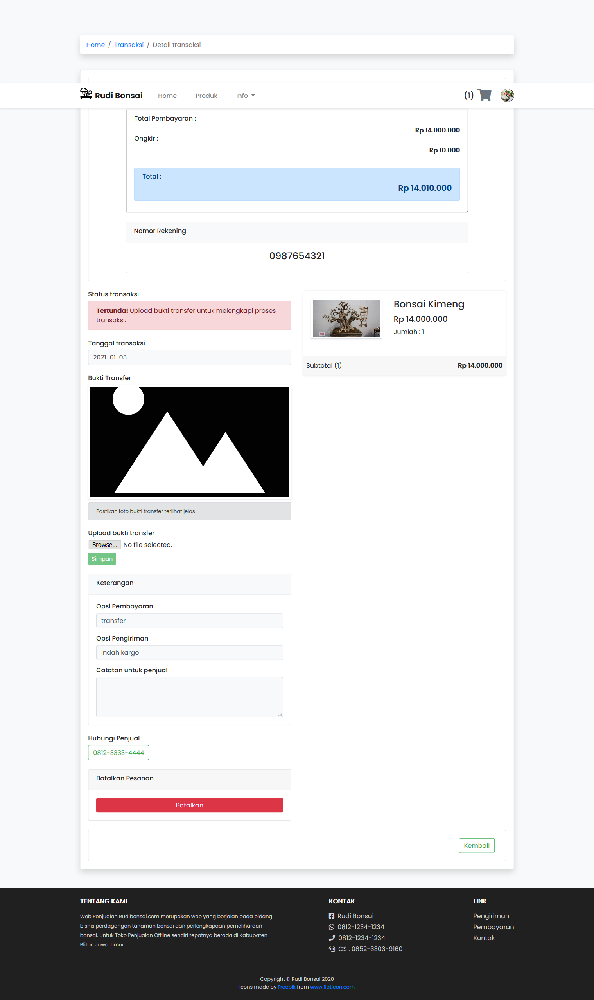 Home / Transaksi / Detail transaksi
Rudi Bonsai Home Produk Info (1)
Total Pembayaran :
Rp 14.000.000
Ongkir :
Rp 10.000
Total :
Rp 14.010.000
Nomor Rekening
0987654321
Status transaksi
Tertunda! Upload bukti transfer untuk melengkapi proses
transaksi.
Tanggal transaksi
2021-01-03
Bukti Transfer
Pastikan foto bukti transfer terlihat jelas
Upload bukti transfer
Browse... No file selected.
Simpan
Keterangan
Opsi Pembayaran
transfer
Opsi Pengiriman
indah kargo
Catatan untuk penjual
Hubungi Penjual
0812-3333-4444
Batalkan Pesanan
Batalkan
Bonsai Kimeng
Rp 14.000.000
Jumlah : 1
Subtotal (1) Rp 14.000.000
Kembali
TENTANG KAMI
Web Penjualan Rudibonsai.com merupakan web yang berjalan pada bidang
bisnis perdagangan tanaman bonsai dan perlengkapaan pemeliharaan
bonsai. Untuk Toko Penjualan Offline sendiri tepatnya berada di Kabupaten
Blitar, Jawa Timur
KONTAK
Rudi Bonsai
0812-1234-1234
0812-1234-1234
CS : 0852-3303-9160
LINK
Pengiriman
Pembayaran
Kontak
Copyright © Rudi Bonsai 2020
Icons made by Freepik from www.flaticon.com